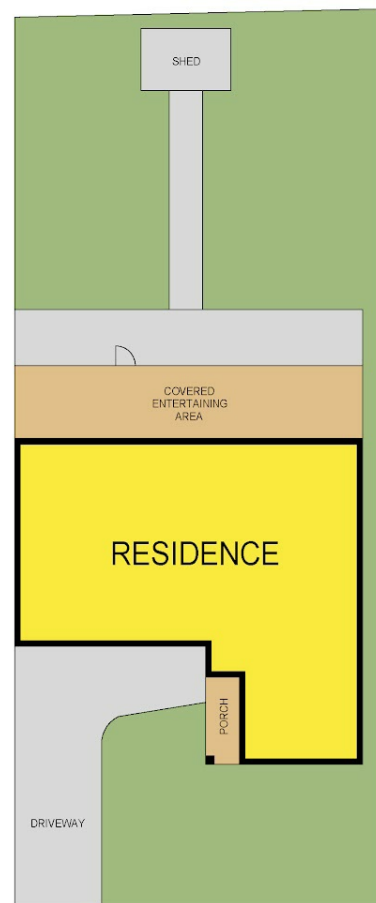 SHED
COVERED
ENTERTAINING
AREA
RESIDENCE
PORCH
DRIVEWAY